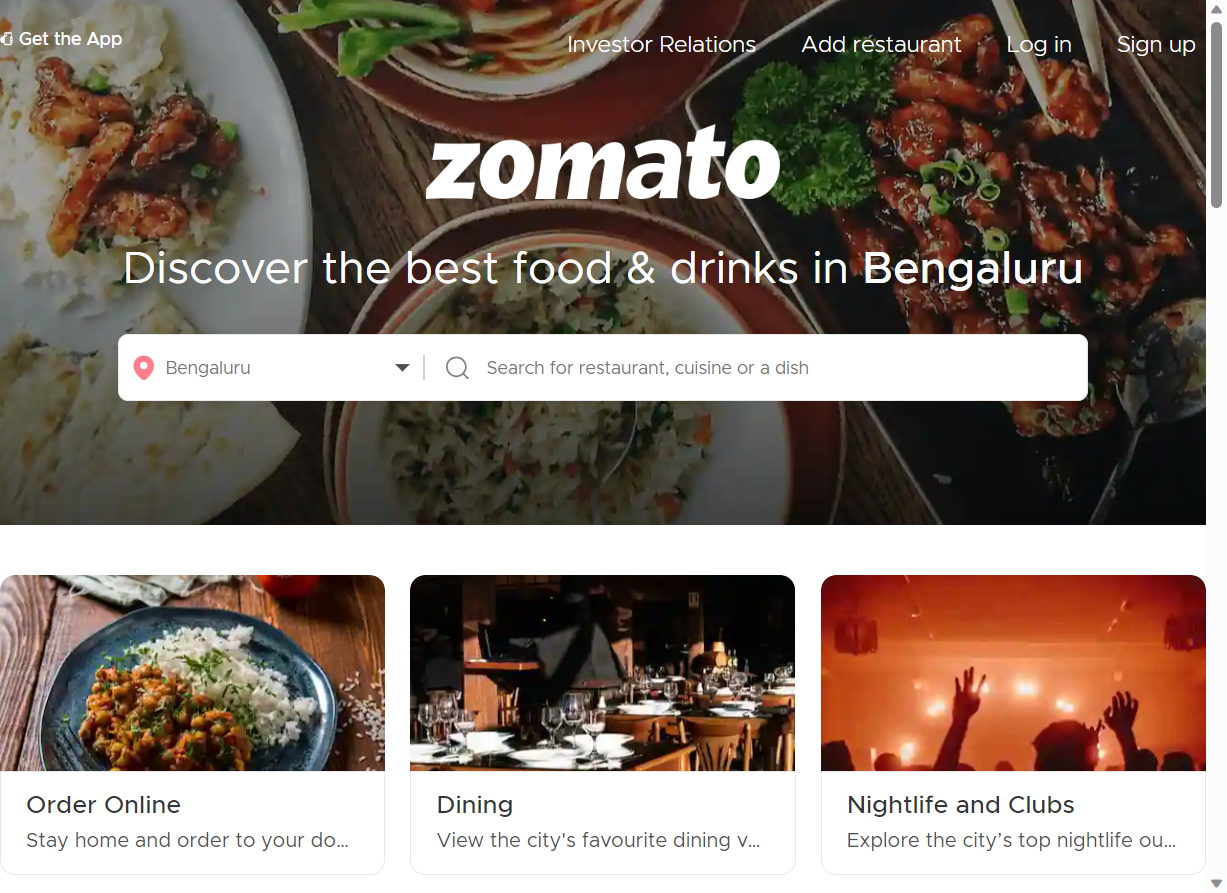 Get the App
Investor Relations
Add restaurant
Log in
Sign up
zomato
Discover the best food & drinks in Bengaluru
Bengaluru
Search for restaurant, cuisine or a dish
Order Online
Stay home and order to your do...
Dining
View the city's favourite dining v...
Nightlife and Clubs
Explore the city’s top nightlife ou...